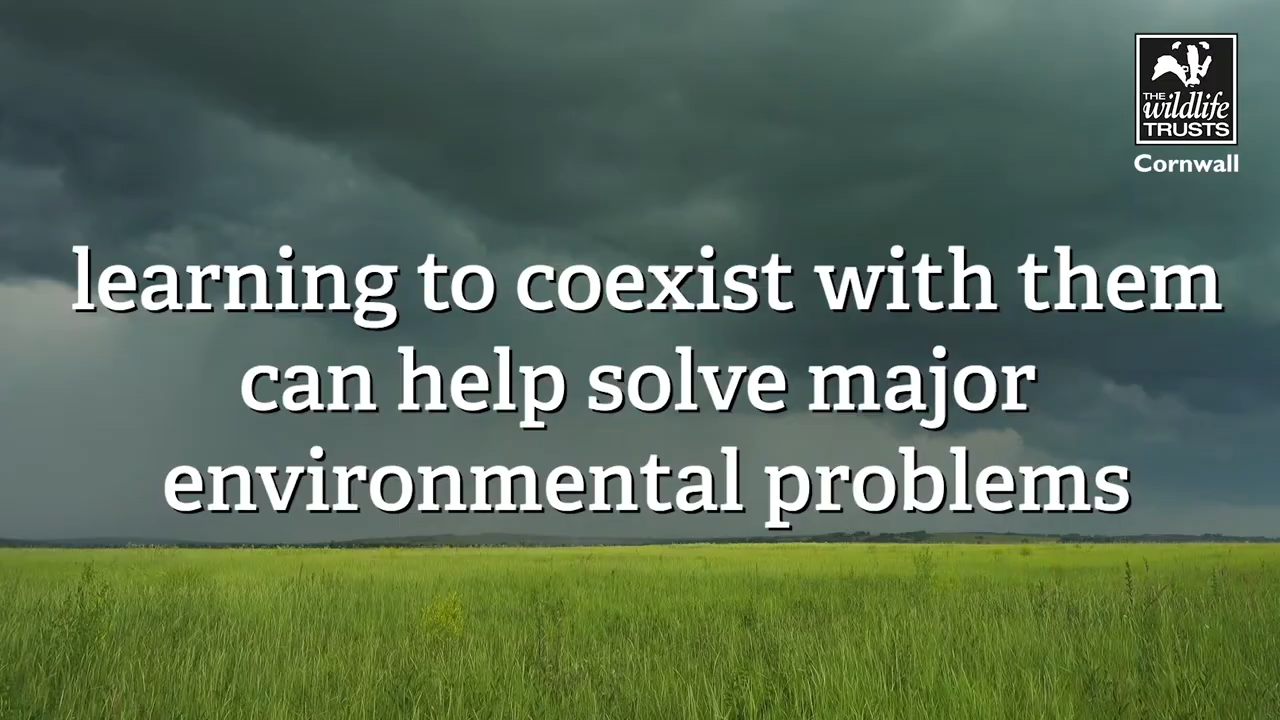 THE
wildlife
TRUSTS
Cornwall
learning to coexist with them
can help solve major
environmental problems